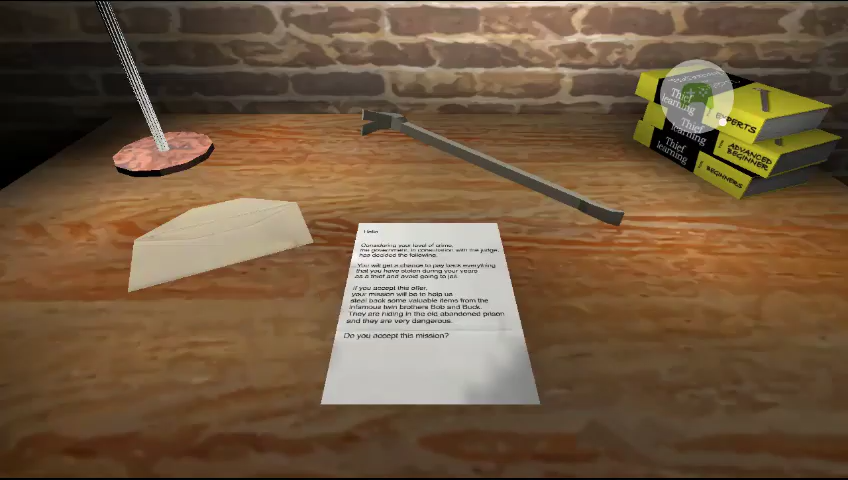 Hello
Considering your level of crime,
the government, in consultation with the judge,
has decided the following.
You will get a chance to pay back everything
that you have stolen during your years
as a thief and avoid going to jail.
If you accept this offer,
your mission will be to help us
steal back some valuable items from the
infamous twin brothers Bob and Buck.
They are hiding in the old abandoned prison
and they are very dangerous.
Do you accept this mission?
Thief
learning
EXPERTS
Thief
learning
ADVANCED
BEGINNER
Thief
learning
BEGINNERS